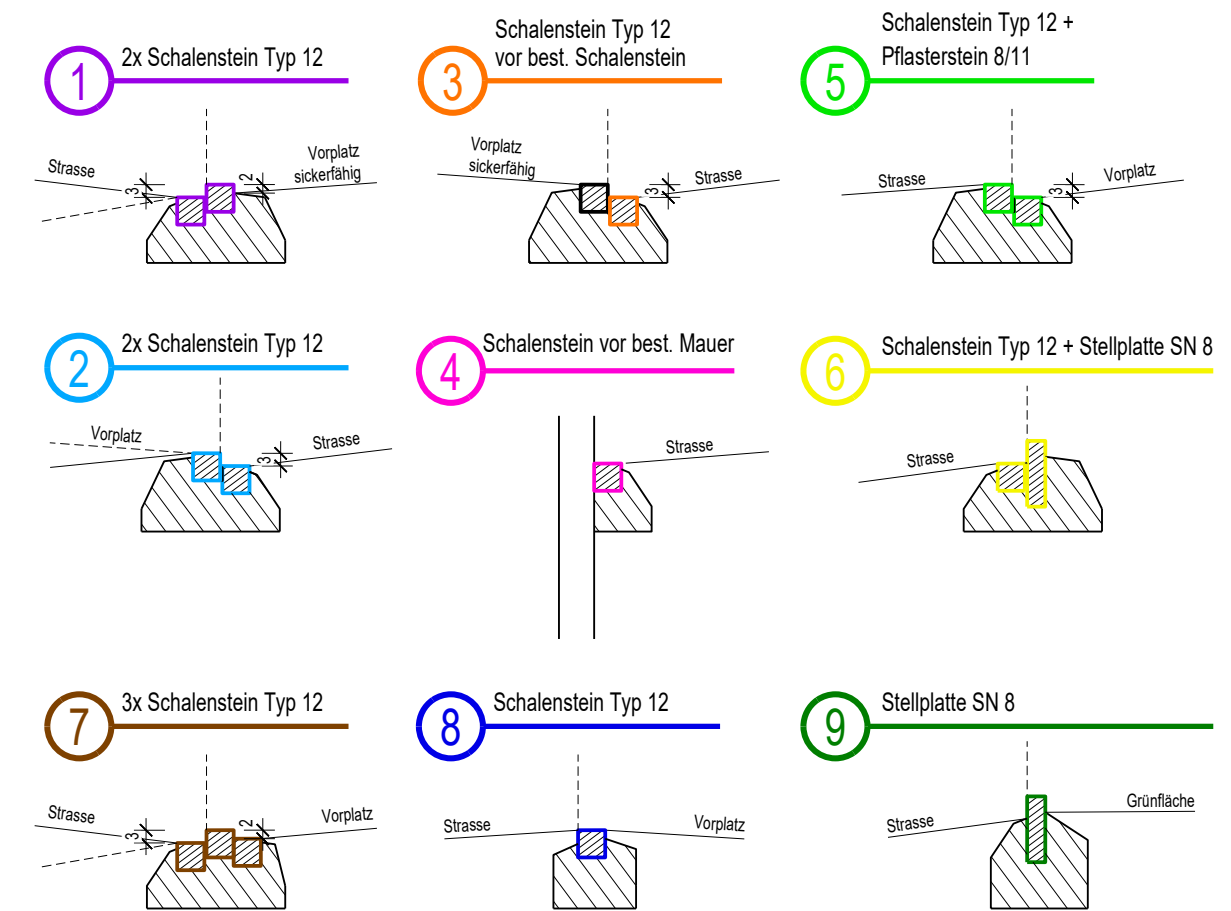 1
2x Schalenstein Typ 12
Strasse
3
2
Vorplatz
sickerfähig
3
Schalenstein Typ 12
vor best. Schalenstein
Vorplatz
sickerfähig
3
Strasse
5
Schalenstein Typ 12 +
Pflasterstein 8/11
Strasse
3
Vorplatz
2
2x Schalenstein Typ 12
Vorplatz
3
Strasse
4
Schalenstein vor best. Mauer
Strasse
6
Schalenstein Typ 12 + Stellplatte SN 8
Strasse
7
3x Schalenstein Typ 12
Strasse
3
2
Vorplatz
8
Schalenstein Typ 12
Strasse
Vorplatz
9
Stellplatte SN 8
Strasse
Grünfläche